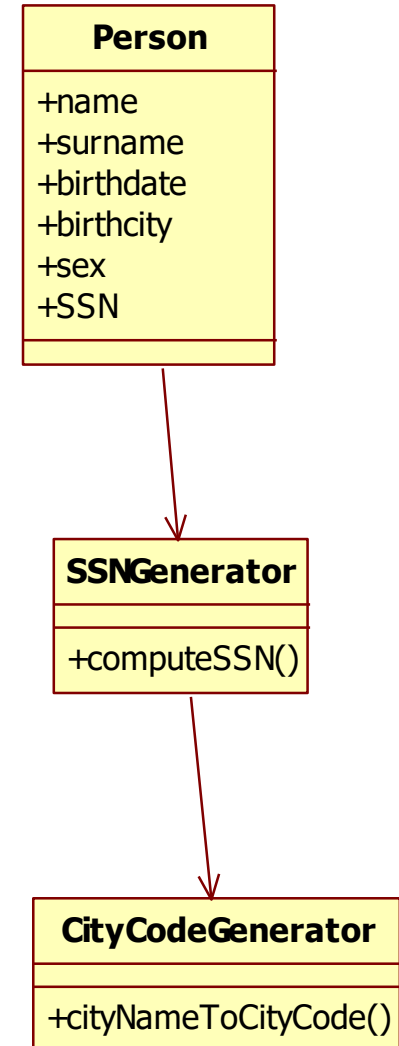 Person
+name
+surname
+birthdate
+birthcity
+sex
+SSN
SSNGenerator
+computeSSN()
CityCodeGenerator
+cityNameToCityCode()